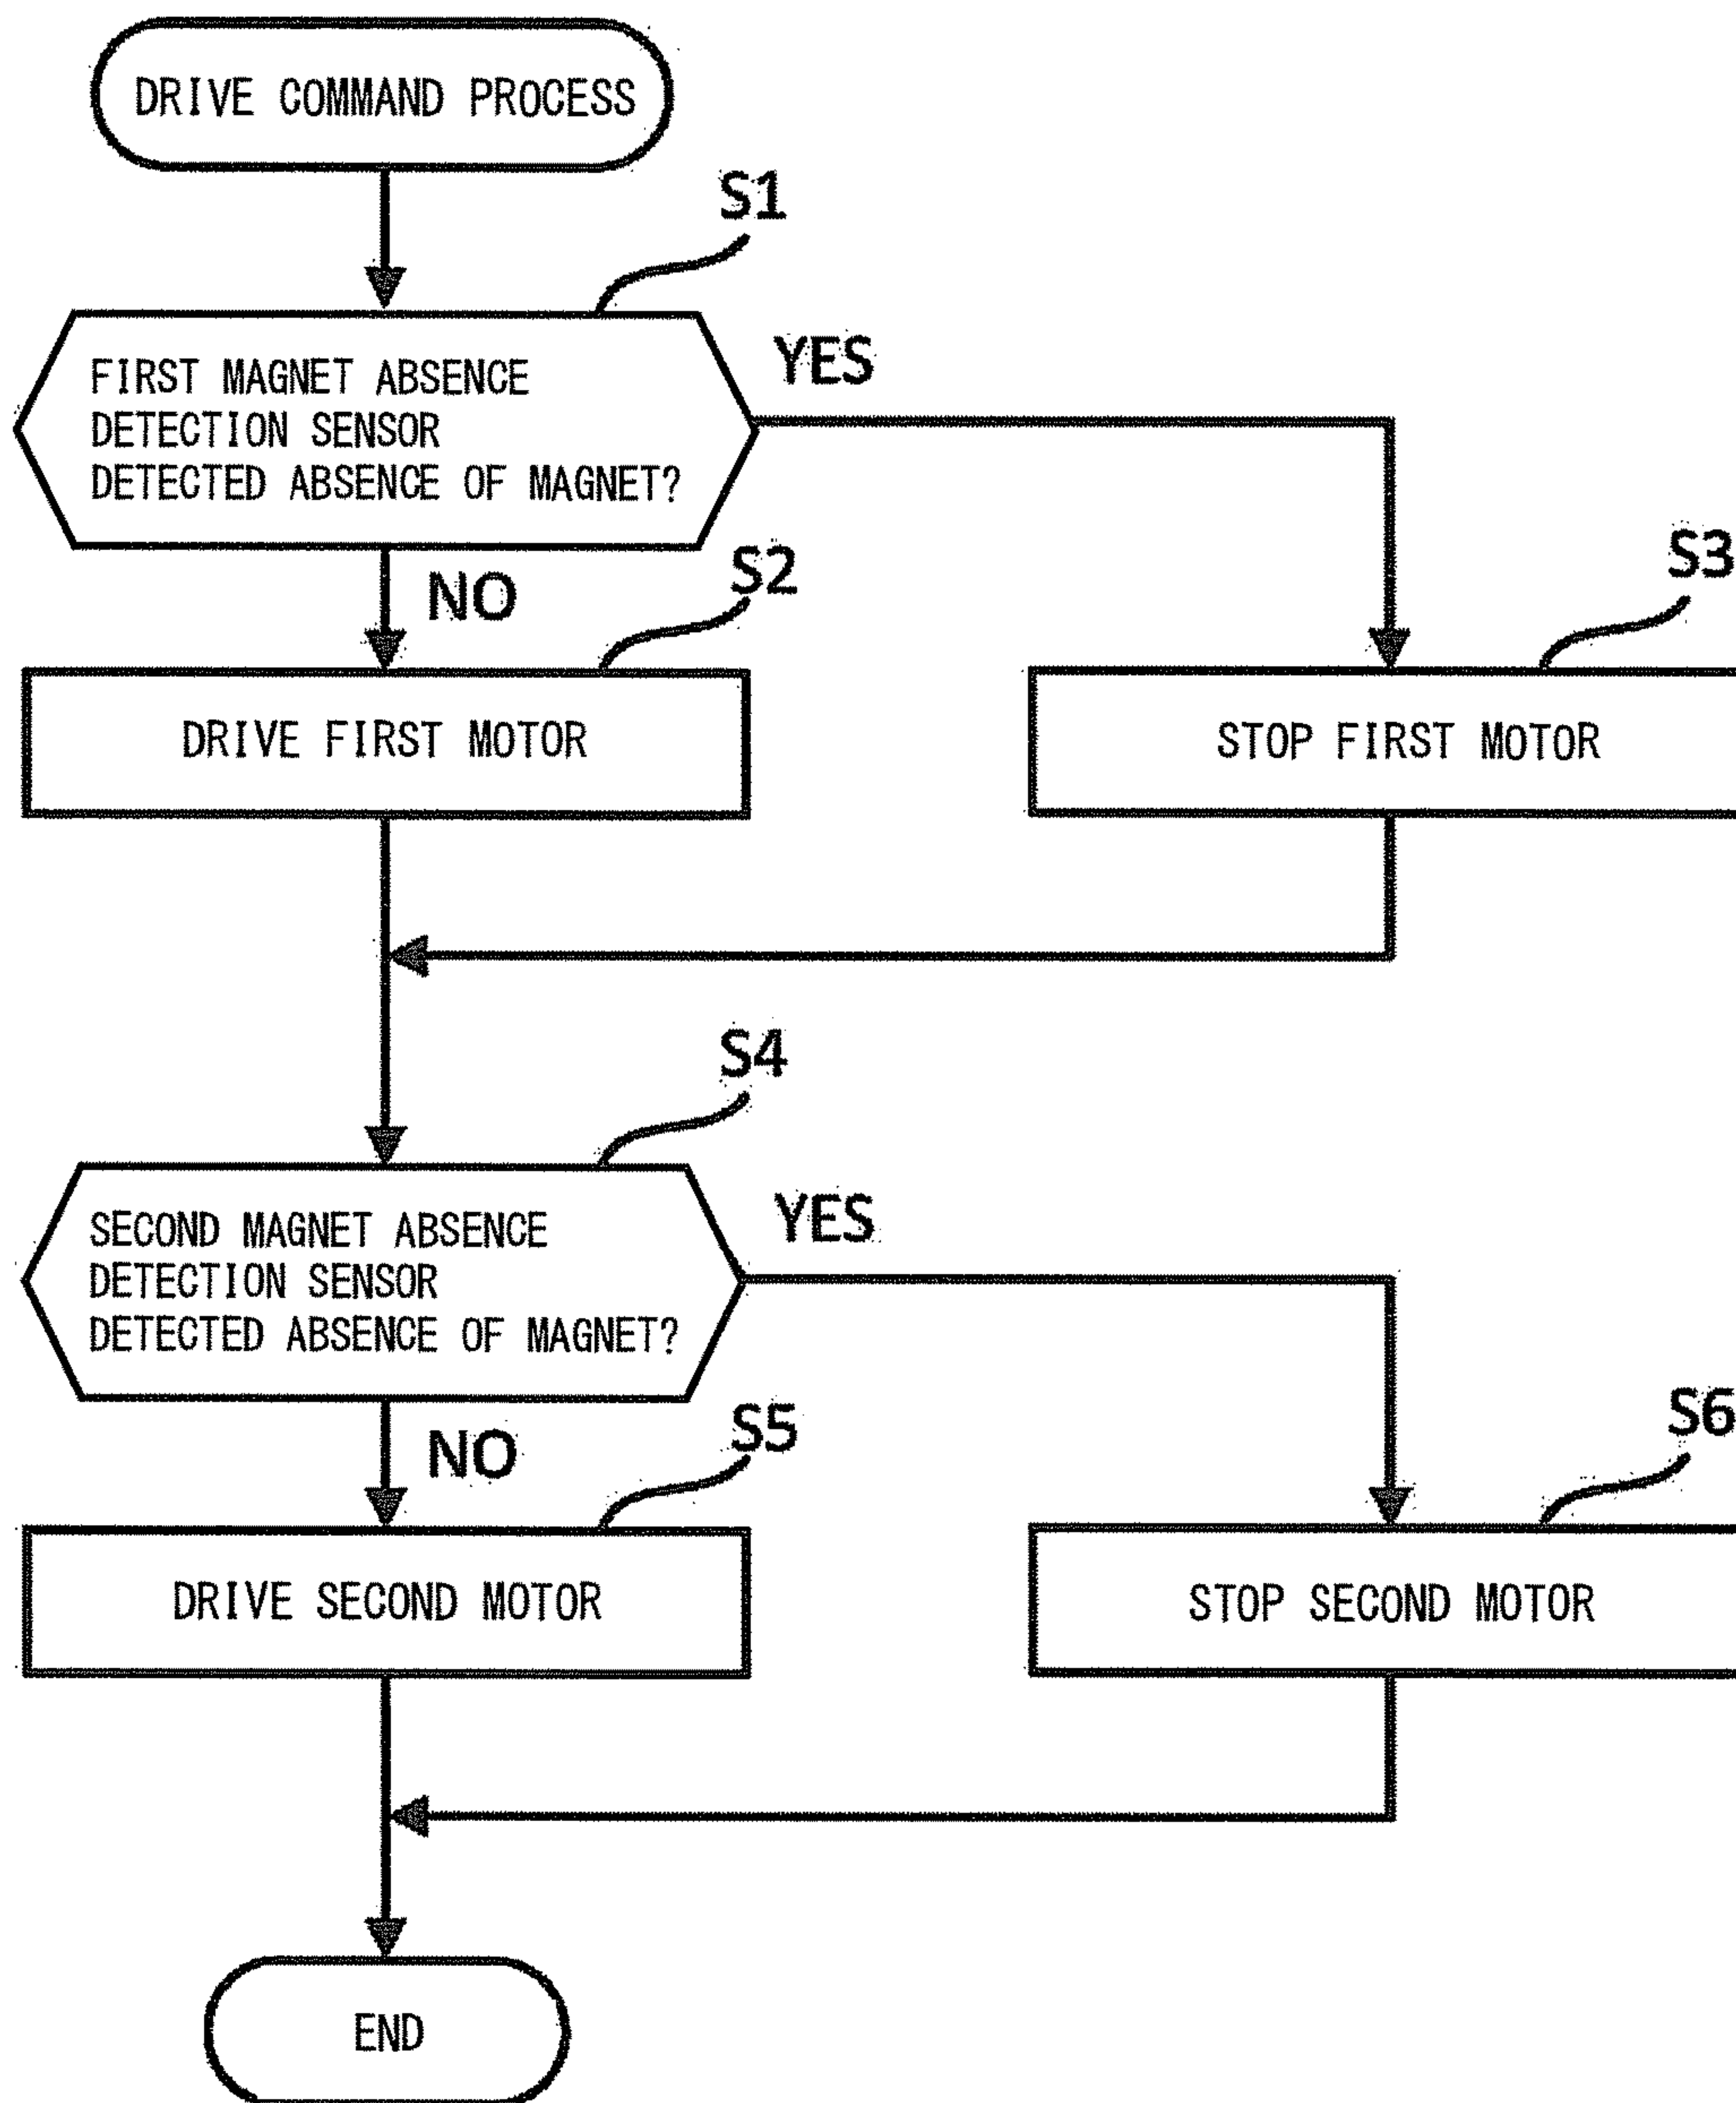 DRIVE COMMAND PROCESS
S1
FIRST MAGNET ABSENCE
DETECTION SENSOR
DETECTED ABSENCE OF MAGNET?
YES
NO
S2
S3
DRIVE FIRST MOTOR
STOP FIRST MOTOR
S4
SECOND MAGNET ABSENCE
DETECTION SENSOR
DETECTED ABSENCE OF MAGNET?
YES
NO
S5
S6
DRIVE SECOND MOTOR
STOP SECOND MOTOR
END